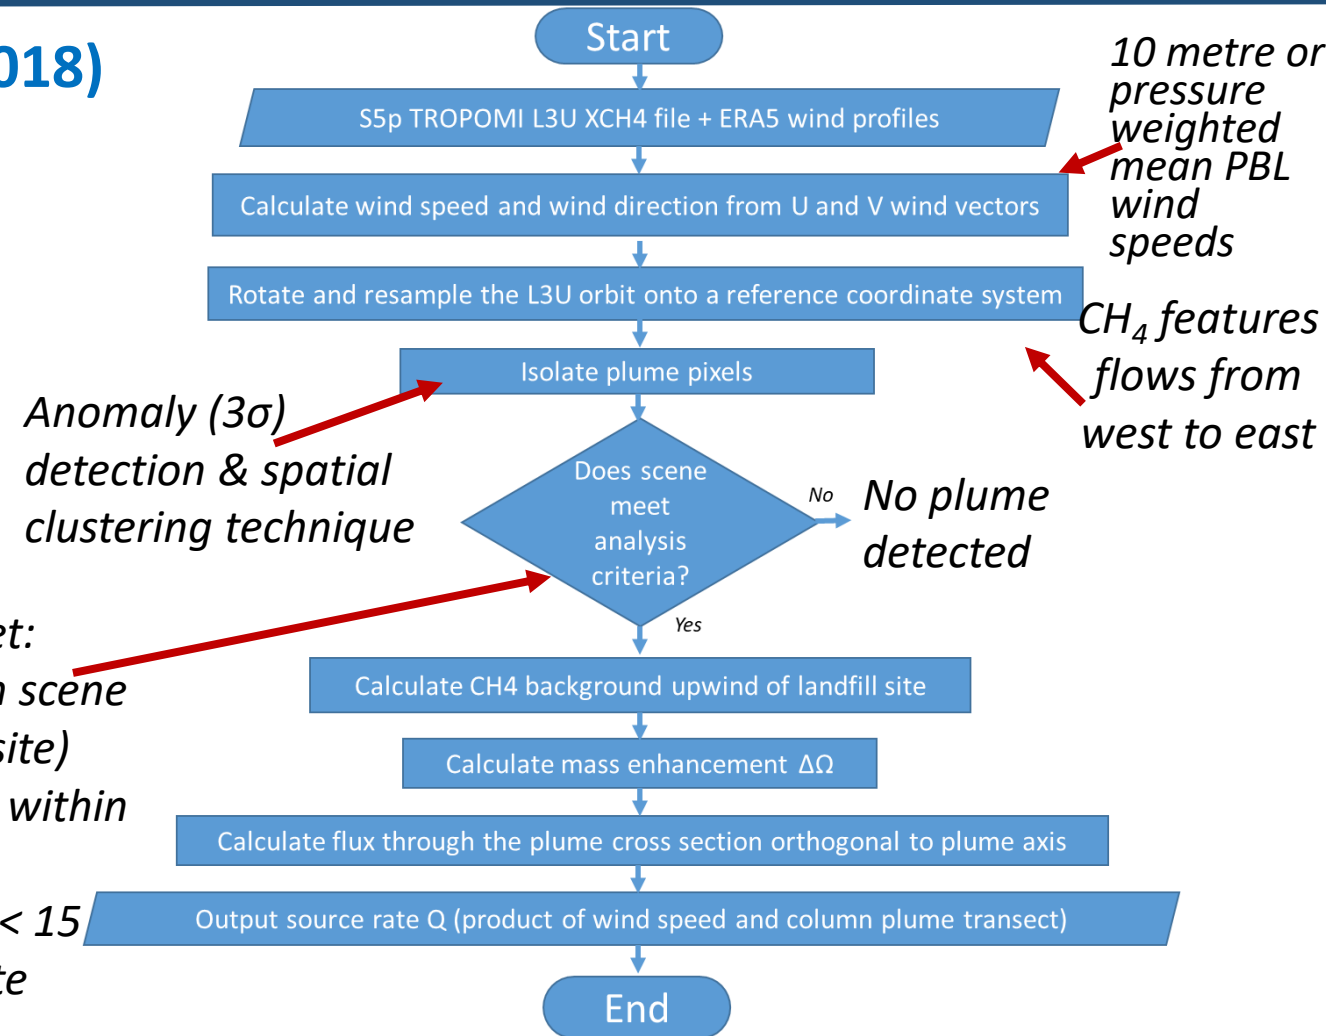 018)
Start
10 metre or
pressure
weighted
mean PBL
wind
speeds
S5p TROPOMI L3U XCH4 file + ERA5 wind profiles
Calculate wind speed and wind direction from U and V wind vectors
Rotate and resample the L3U orbit onto a reference coordinate system
CH₄ features
flows from
west to east
Isolate plume pixels
Anomaly (3σ)
detection & spatial
clustering technique
Does scene
meet
analysis
criteria?
No
No plume
detected
Yes
et:
n scene
site)
within
< 15
te
Calculate CH4 background upwind of landfill site
Calculate mass enhancement ΔΩ
Calculate flux through the plume cross section orthogonal to plume axis
Output source rate Q (product of wind speed and column plume transect)
End